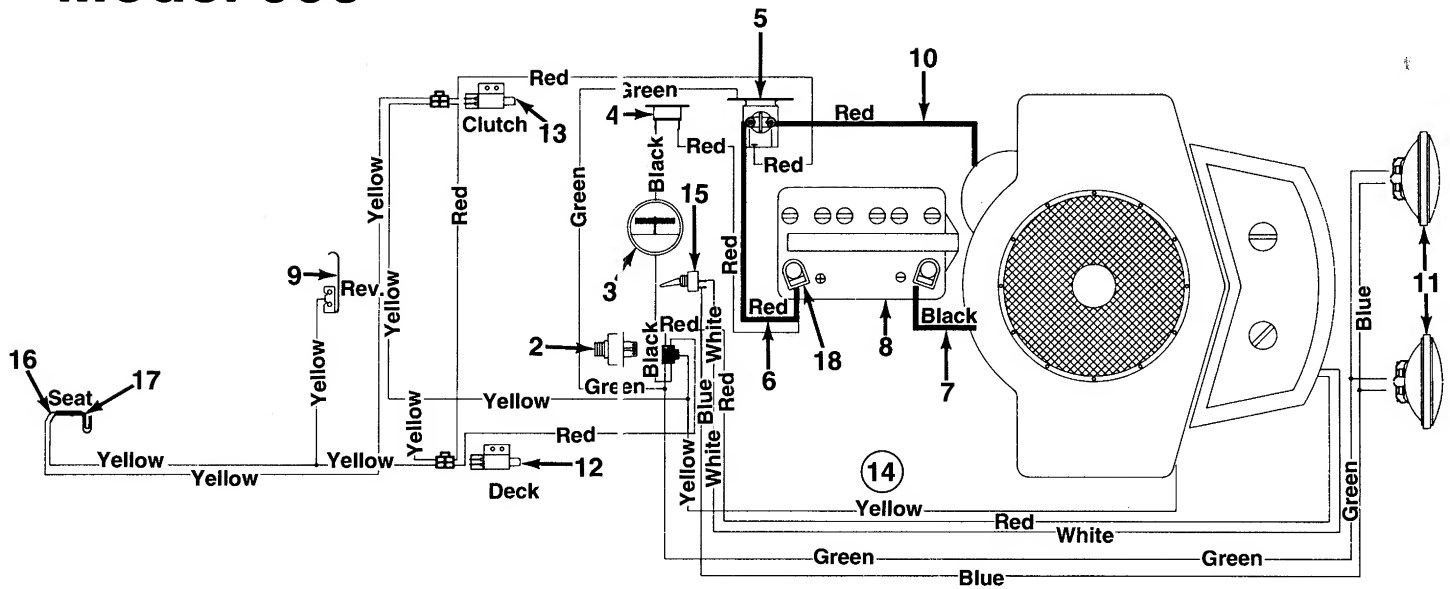 5
10
Red
Green
Red
4
Clutch
13
Red
Red
Black
Yellow
Red
Green
15
9
Rev.
Yellow
3
Red
Red
White
Black
11
Blue
2
Black
Red
6
18
8
7
16
Seat
17
Yellow
Green
Yellow
Yellow
Red
Blue
Red
White
Yellow
Yellow
Yellow
12
Deck
Yellow
14
Yellow
Red
White
Green
Green
Green
Blue